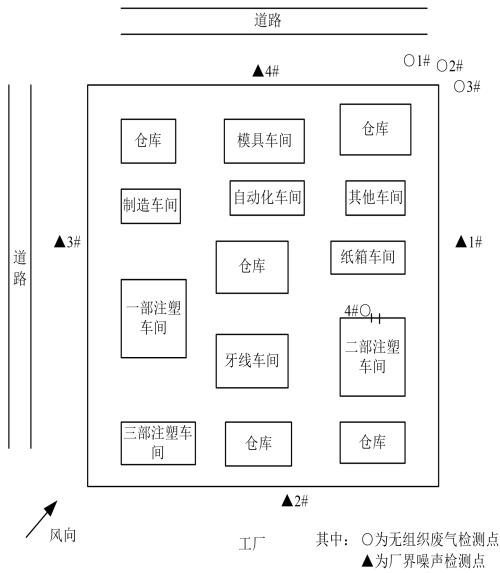 道路
▲4#
○1#
○2#
○3#
仓库
模具车间
仓库
制造车间
自动化车间
其他车间
道
路
▲3#
▲1#
仓库
纸箱车间
一部注塑
车间
4#○
二部注塑
车间
牙线车间
三部注塑车
间
仓库
仓库
▲2#
风向
工厂
其中： ○为无组织废气检测点
▲为厂界噪声检测点